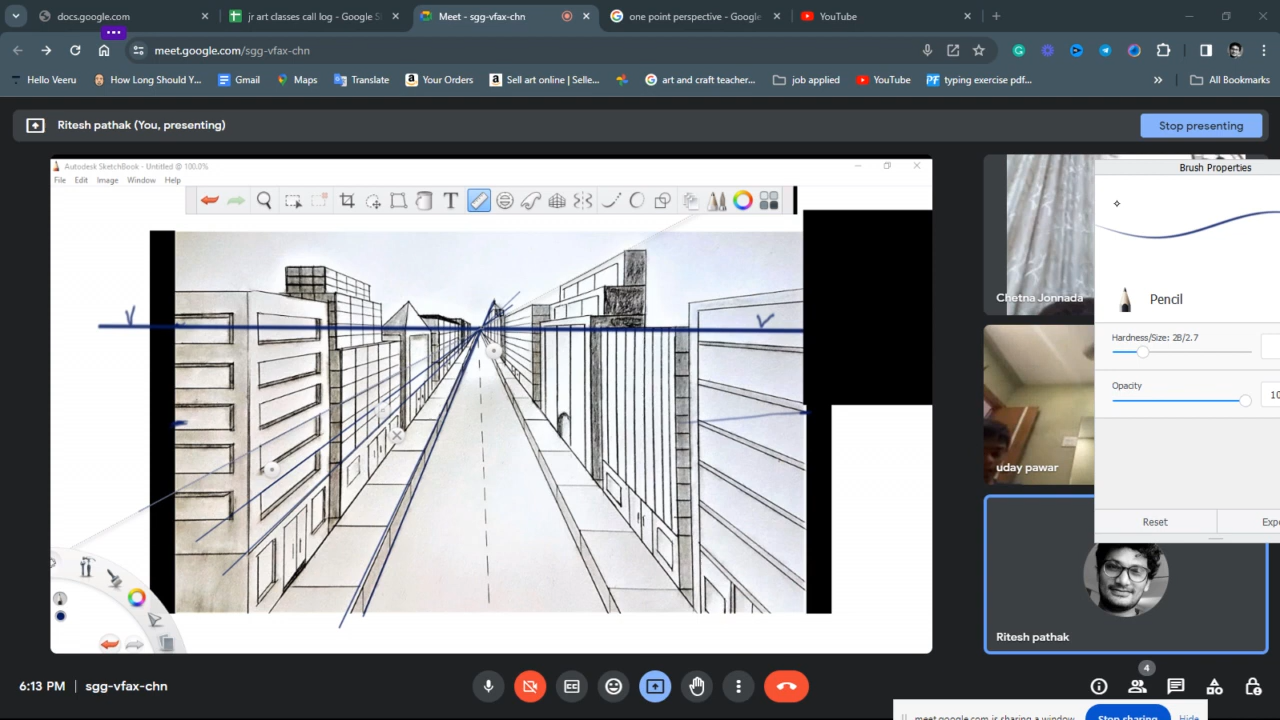 docs.google.com
jr art classes call log - Google S
Meet - sgg-vfax-chn
one point perspective - Google
YouTube
meet.google.com/sgg-vfax-chn
Hello Veeru
How Long Should Y...
Gmail
Maps
Translate
Your Orders
Sell art online | Selle...
art and craft teacher...
job applied
YouTube
typing exercise pdf...
All Bookmarks
Ritesh pathak (You, presenting)
Stop presenting
Autodesk SketchBook - Untitled @ 100.0%
File Edit Image Window Help
Brush Properties
Pencil
Hardness/Size: 2B/2.7
Opacity
10
Reset
Expo
Chetna Jonnada
uday pawar
Ritesh pathak
6:13 PM | sgg-vfax-chn
4
meet.google.com is sharing a window.
Stop sharing
Hide